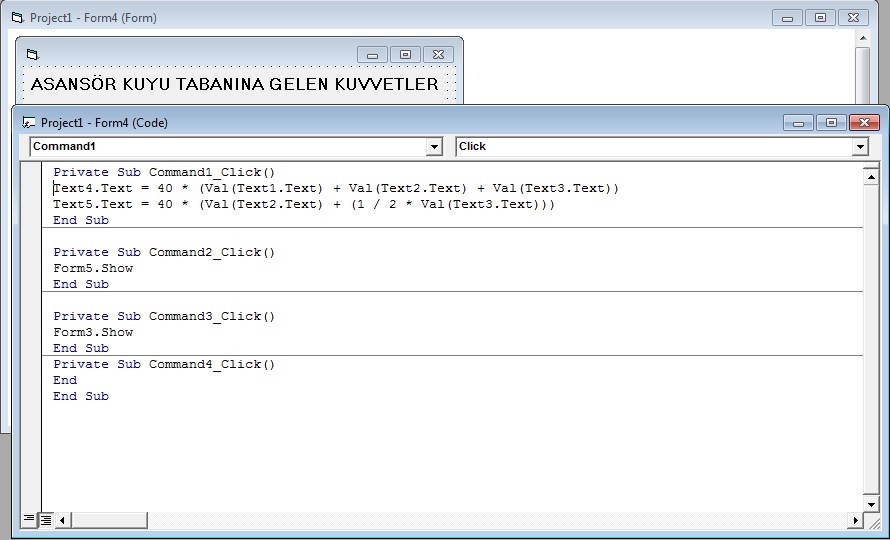 Project1 - Form4 (Form)
ASANSÖR KUYU TABANINA GELEN KUVVETLER
Project1 - Form4 (Code)
Command1 Click
Private Sub Command1_Click()
Text4.Text = 40 * (Val(Text1.Text) + Val(Text2.Text) + Val(Text3.Text))
Text5.Text = 40 * (Val(Text2.Text) + (1 / 2 * Val(Text3.Text)))
End Sub
Private Sub Command2_Click()
Form5.Show
End Sub
Private Sub Command3_Click()
Form3.Show
End Sub
Private Sub Command4_Click()
End
End Sub